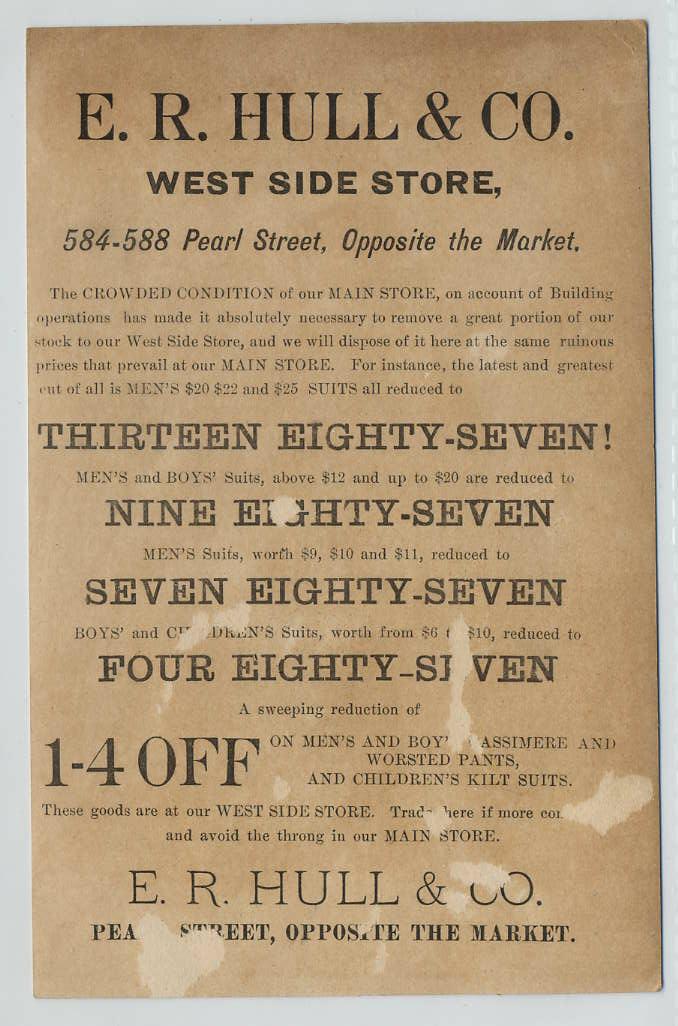 E. R. HULL & CO.
WEST SIDE STORE,
584-588 Pearl Street, Opposite the Market.
The CROWDED CONDITION of our MAIN STORE, on account of Building
operations has made it absolutely necessary to remove a great portion of our
stock to our West Side Store, and we will dispose of it here at the same ruinous
prices that prevail at our MAIN STORE. For instance, the latest and greatest
cut of all is MEN'S $20 $22 and $25 SUITS all reduced to
THIRTEEN EIGHTY-SEVEN!
MEN'S and BOYS' Suits, above $12 and up to $20 are reduced to
NINE EIGHTY-SEVEN
MEN'S Suits, worth $9, $10 and $11, reduced to
SEVEN EIGHTY-SEVEN
BOYS' and CHILDREN'S Suits, worth from $6 t $10, reduced to
FOUR EIGHTY-SEVEN
A sweeping reduction of
1-4 OFF ON MEN'S AND BOY' ASSIMERE AND
WORSTED PANTS,
AND CHILDREN'S KILT SUITS.
These goods are at our WEST SIDE STORE. Trade here if more
and avoid the throng in our MAIN STORE.
E. R. HULL & CO.
PEA STREET, OPPOSITE THE MARKET.